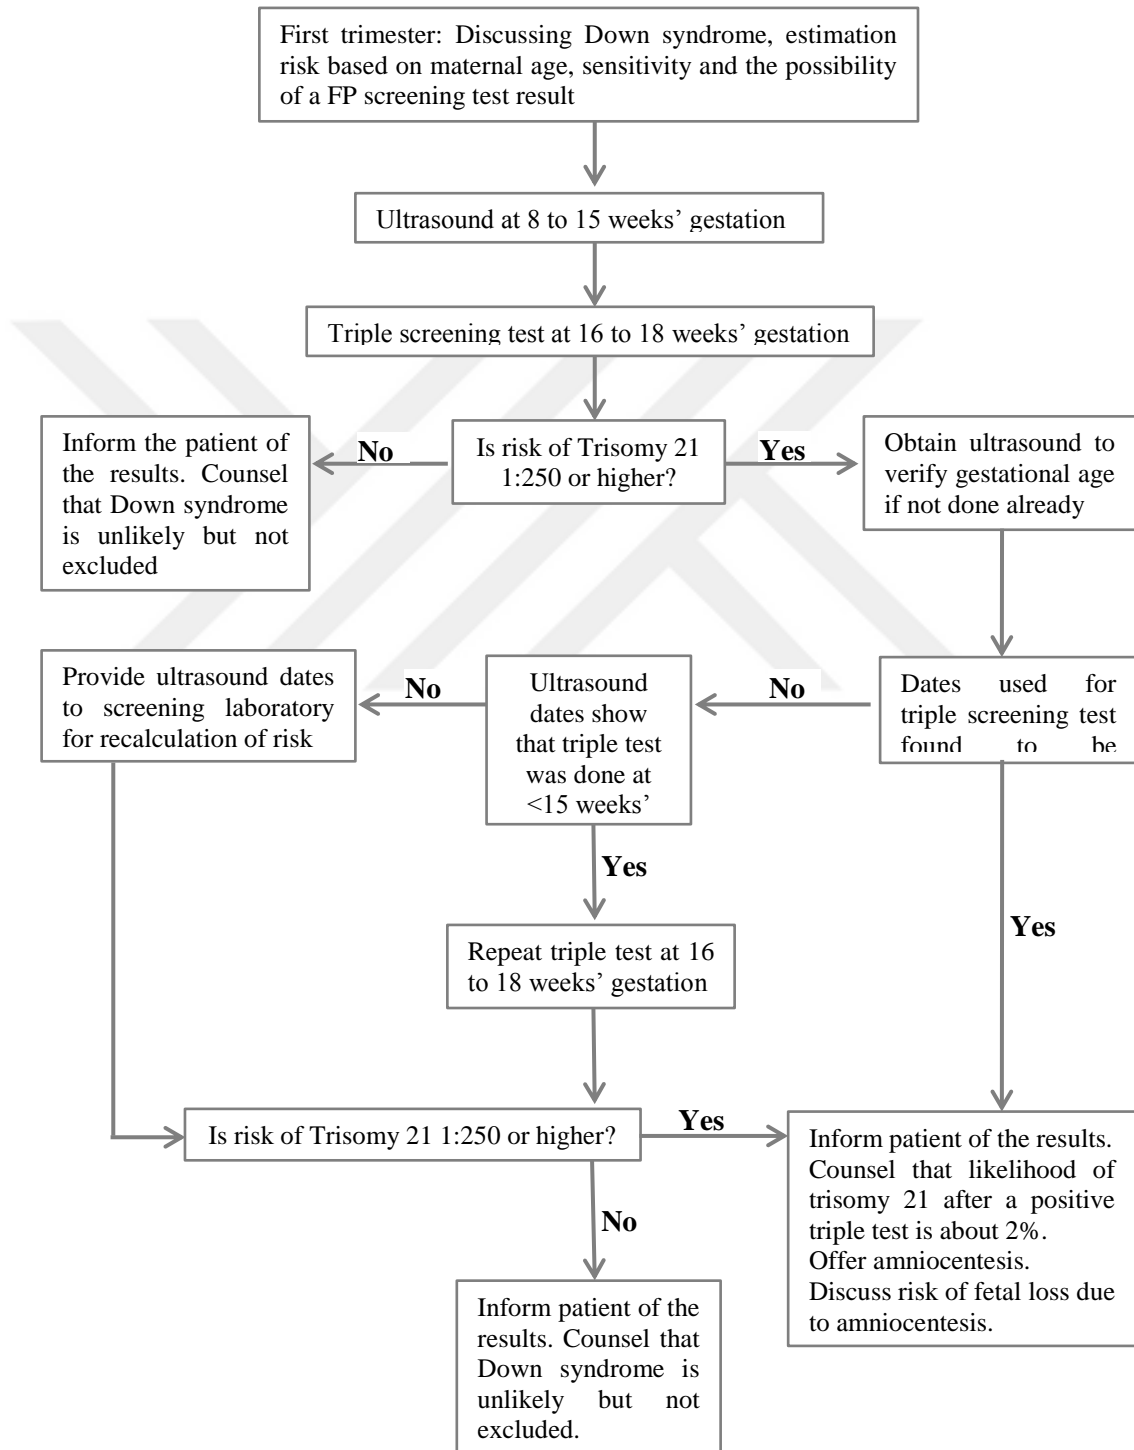 First trimester: Discussing Down syndrome, estimation
risk based on maternal age, sensitivity and the possibility
of a FP screening test result
Ultrasound at 8 to 15 weeks’ gestation
Triple screening test at 16 to 18 weeks’ gestation
Inform the patient of
the results. Counsel
that Down syndrome
is unlikely but not
excluded
No
Is risk of Trisomy 21
1:250 or higher?
Yes
Obtain ultrasound to
verify gestational age
if not done already
Provide ultrasound dates
to screening laboratory
for recalculation of risk
No
Ultrasound
dates show
that triple test
was done at
<15 weeks’
No
Dates used for
triple screening test
found to be
Yes
Yes
Repeat triple test at 16
to 18 weeks’ gestation
Is risk of Trisomy 21 1:250 or higher?
Yes
Inform patient of the results.
Counsel that likelihood of
trisomy 21 after a positive
triple test is about 2%.
Offer amniocentesis.
Discuss risk of fetal loss due
to amniocentesis.
No
Inform patient of the
results. Counsel that
Down syndrome is
unlikely but not
excluded.